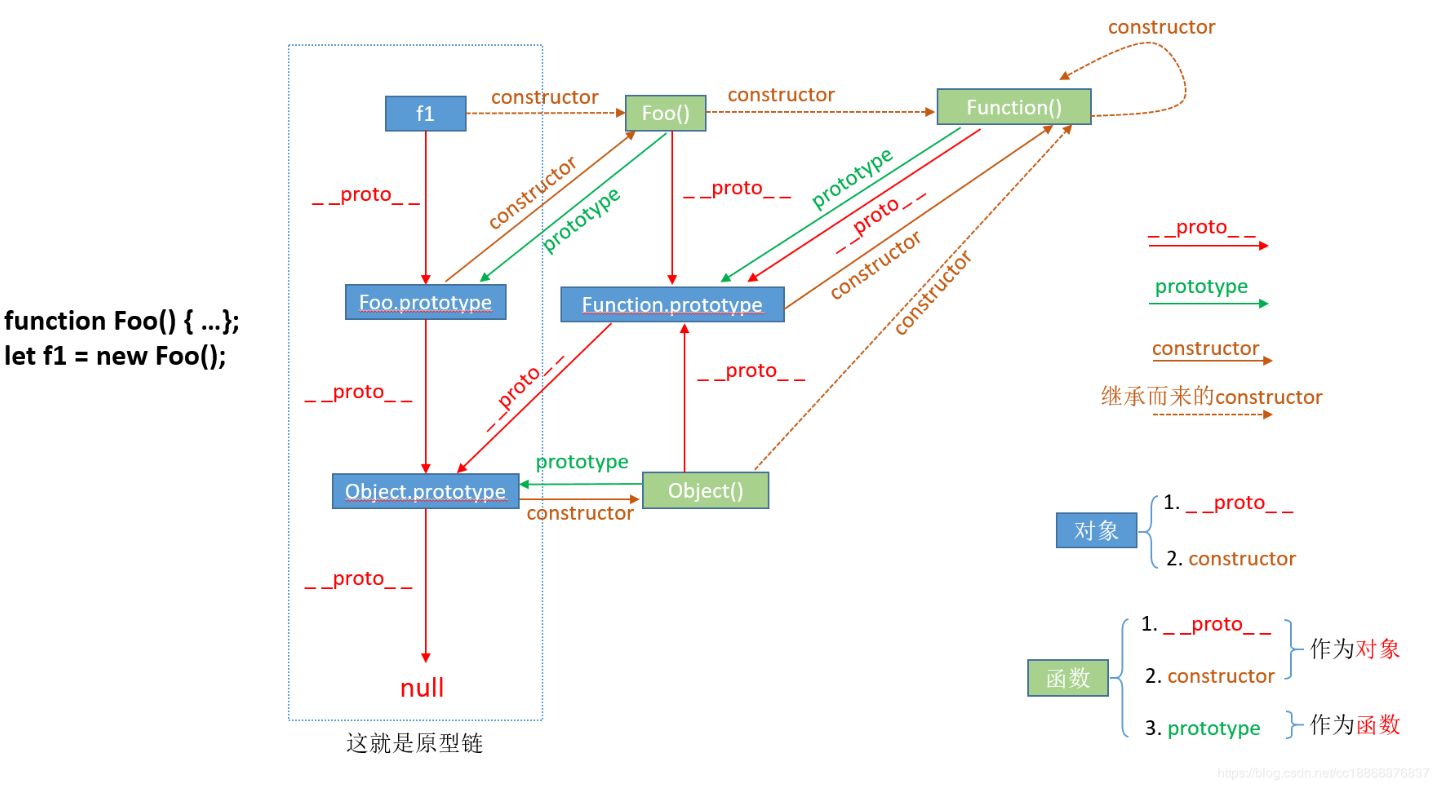 constructor
f1
constructor
Foo()
constructor
Function()
_ _proto_ _
constructor
prototype
_ _proto_ _
prototype
_ _proto_ _
constructor
constructor
_ _proto_ _
prototype
constructor
继承而来的constructor
Foo.prototype
Function.prototype
function Foo() { …};
let f1 = new Foo();
_ _proto_ _
_ _proto_ _
_ _proto_ _
Object.prototype
prototype
constructor
Object()
_ _proto_ _
null
这就是原型链
对象
1. _ _proto_ _
2. constructor
函数
1. _ _proto_ _
2. constructor
作为对象
3. prototype
作为函数
https://blog.csdn.net/cc18868876837